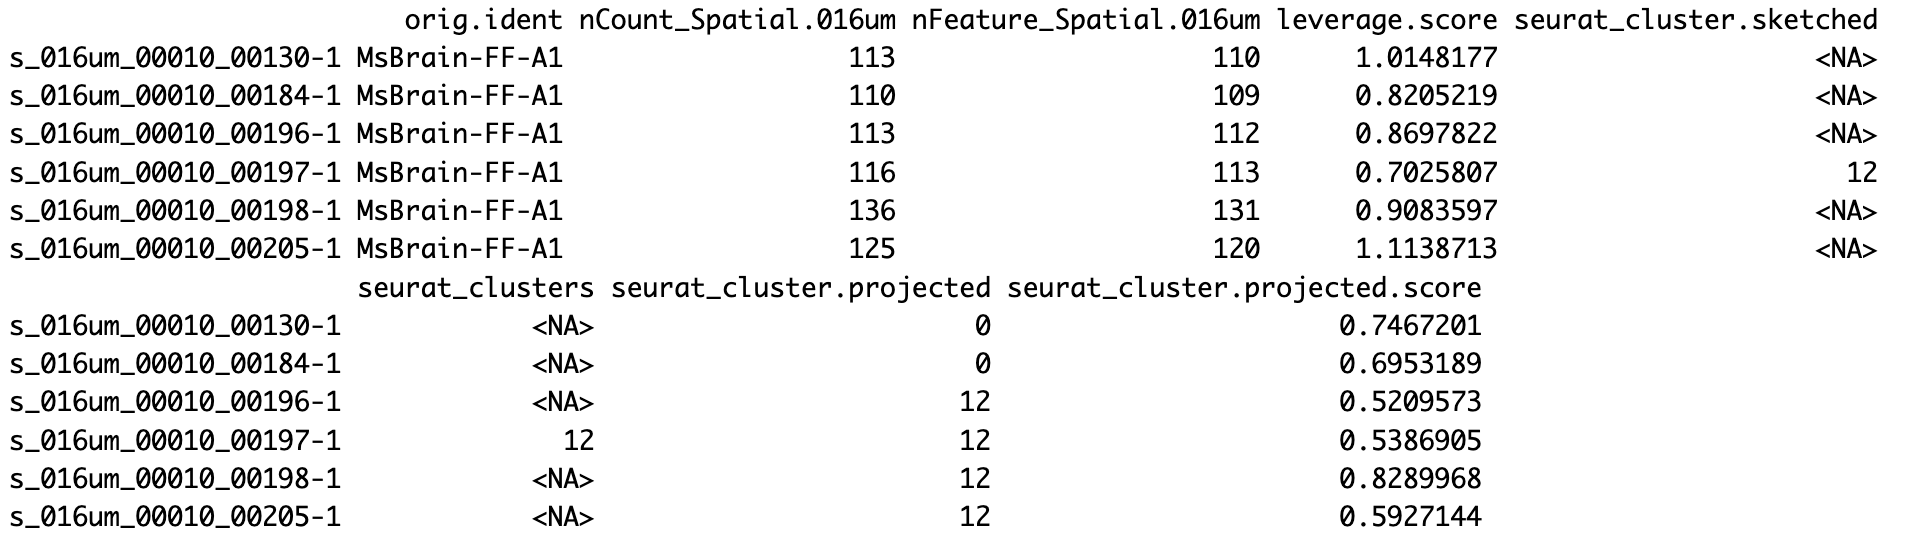 orig.ident nCount_Spatial.016um nFeature_Spatial.016um leverage.score seurat_cluster.sketched
s_016um_00010_00130-1 MsBrain-FF-A1 113 110 1.0148177 <NA>
s_016um_00010_00184-1 MsBrain-FF-A1 110 109 0.8205219 <NA>
s_016um_00010_00196-1 MsBrain-FF-A1 113 112 0.8697822 <NA>
s_016um_00010_00197-1 MsBrain-FF-A1 116 113 0.7025807 12
s_016um_00010_00198-1 MsBrain-FF-A1 136 131 0.9083597 <NA>
s_016um_00010_00205-1 MsBrain-FF-A1 125 120 1.1138713 <NA>
seurat_clusters seurat_cluster.projected seurat_cluster.projected.score
s_016um_00010_00130-1 <NA> 0 0.7467201
s_016um_00010_00184-1 <NA> 0 0.6953189
s_016um_00010_00196-1 <NA> 12 0.5209573
s_016um_00010_00197-1 12 12 0.5386905
s_016um_00010_00198-1 <NA> 12 0.8289968
s_016um_00010_00205-1 <NA> 12 0.5927144